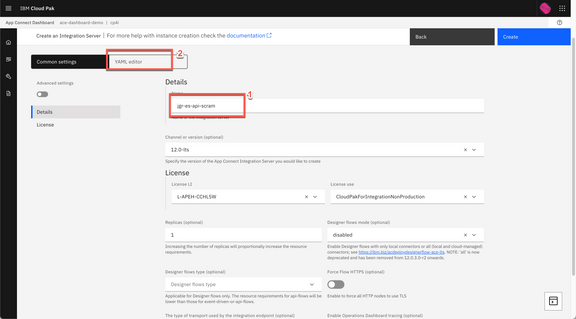 IBM Cloud Pak
App Connect Dashboard | ace-dashboard-demo | cp4i
Create an Integration Server | For more help with instance creation check the documentation
Back
Create
Common settings
YAML editor
2
Advanced settings
Details
License
Details
1
jgr-es-api-scram
Channel or version (optional)
12.0-lts
Specify the version of the App Connect Integration Server you would like to create
License
License LI
License use
L-APEH-CCHL5W
CloudPakForIntegrationNonProduction
Replicas (optional)
Designer flows mode (optional)
1
disabled
Increasing the number of replicas will proportionally increase the resource requirements.
Enable Designer flows with only local connectors or all (local and cloud managed) connectors; see
NOTE: 'all' is now deprecated and has been removed from 12.0.5.0-r2 onwards.
Designer flows type (optional)
Force Flow HTTPS (optional)
Designer flows type
Applicable for Designer flows only. The resource requirements for api flows will be lower than those for event-driven-or-api-flows.
Enable to force all HTTP nodes to use TLS
The type of transport used by the integration endpoint (optional)
Enable Operations Dashboard tracing (optional)